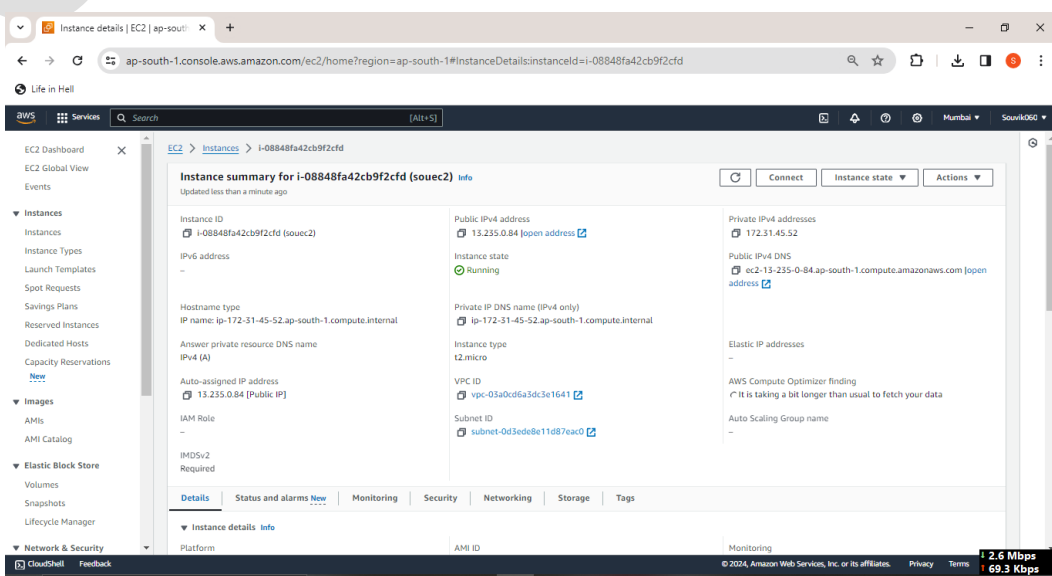 Instance details | EC2 | ap-south
ap-south-1.console.aws.amazon.com/ec2/home?region=ap-south-1#InstanceDetails:instanceId=i-08848fa42cb9f2cfd
S
Life in Hell
aws
Services
Search
[Alt+S]
Mumbai
Souvik060
EC2 Dashboard
EC2 Global View
Events
Instances
Instances
Instance Types
Launch Templates
Spot Requests
Savings Plans
Reserved Instances
Dedicated Hosts
Capacity Reservations
New
Images
AMIs
AMI Catalog
Elastic Block Store
Volumes
Snapshots
Lifecycle Manager
Network & Security
EC2 > Instances > i-08848fa42cb9f2cfd
Instance summary for i-08848fa42cb9f2cfd (souec2) Info
Updated less than a minute ago
Connect
Instance state
Actions
Instance ID
i-08848fa42cb9f2cfd (souec2)
Public IPv4 address
13.235.0.84 |open address
Private IPv4 addresses
172.31.45.52
IPv6 address
–
Instance state
Running
Public IPv4 DNS
ec2-13-235-0-84.ap-south-1.compute.amazonaws.com |open
address
Hostname type
IP name: ip-172-31-45-52.ap-south-1.compute.internal
Private IP DNS name (IPv4 only)
ip-172-31-45-52.ap-south-1.compute.internal
Answer private resource DNS name
IPv4 (A)
Instance type
t2.micro
Elastic IP addresses
–
Auto-assigned IP address
13.235.0.84 [Public IP]
VPC ID
vpc-03a0cd6a3dc3e1641
AWS Compute Optimizer finding
It is taking a bit longer than usual to fetch your data
IAM Role
–
Subnet ID
subnet-0d3ede8e11d87eac0
Auto Scaling Group name
–
IMDSv2
Required
Details
Status and alarms New
Monitoring
Security
Networking
Storage
Tags
Instance details Info
Platform
AMI ID
Monitoring
CloudShell
Feedback
© 2024, Amazon Web Services, Inc. or its affiliates.
Privacy
Terms
2.6 Mbps
69.3 Kbps